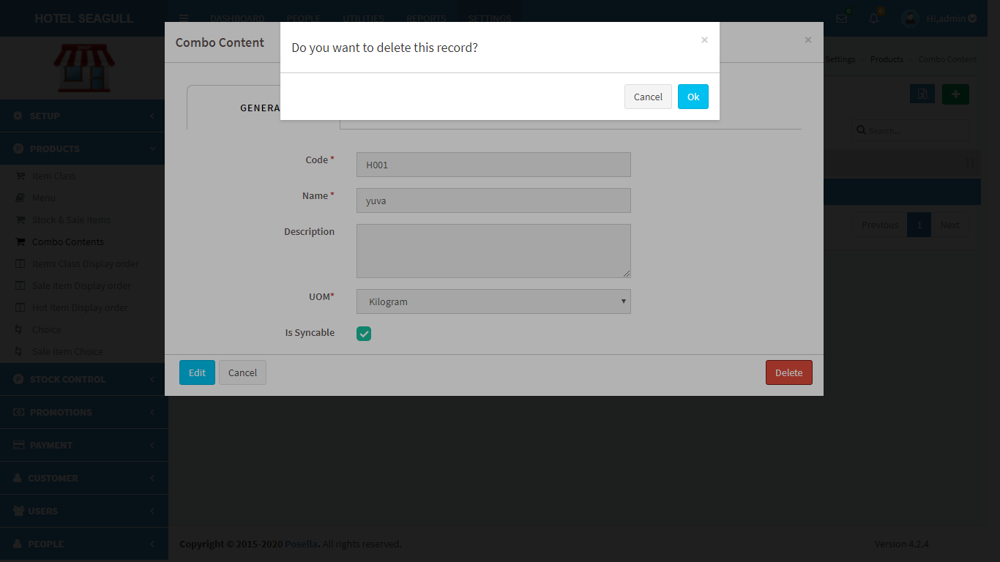 HOTEL SEAGULL
DASHBOARD PEOPLE UTILITIES REPORTS SETTINGS
0
0
Hi,admin
Combo Content
×
Do you want to delete this record?
×
Cancel
Ok
Settings Products Combo Content
Search...
Previous 1 Next
SETUP
PRODUCTS
Item Class
Menu
Stock & Sale Items
Combo Contents
Items Class Display order
Sale Item Display order
Hot Item Display order
Choice
Sale Item Choice
STOCK CONTROL
PROMOTIONS
PAYMENT
CUSTOMER
USERS
PEOPLE
GENERA
Code *
H001
Name *
yuva
Description
UOM*
Kilogram
Is Syncable
Edit
Cancel
Delete
Copyright © 2015-2020 Posella. All rights reserved.
Version 4.2.4